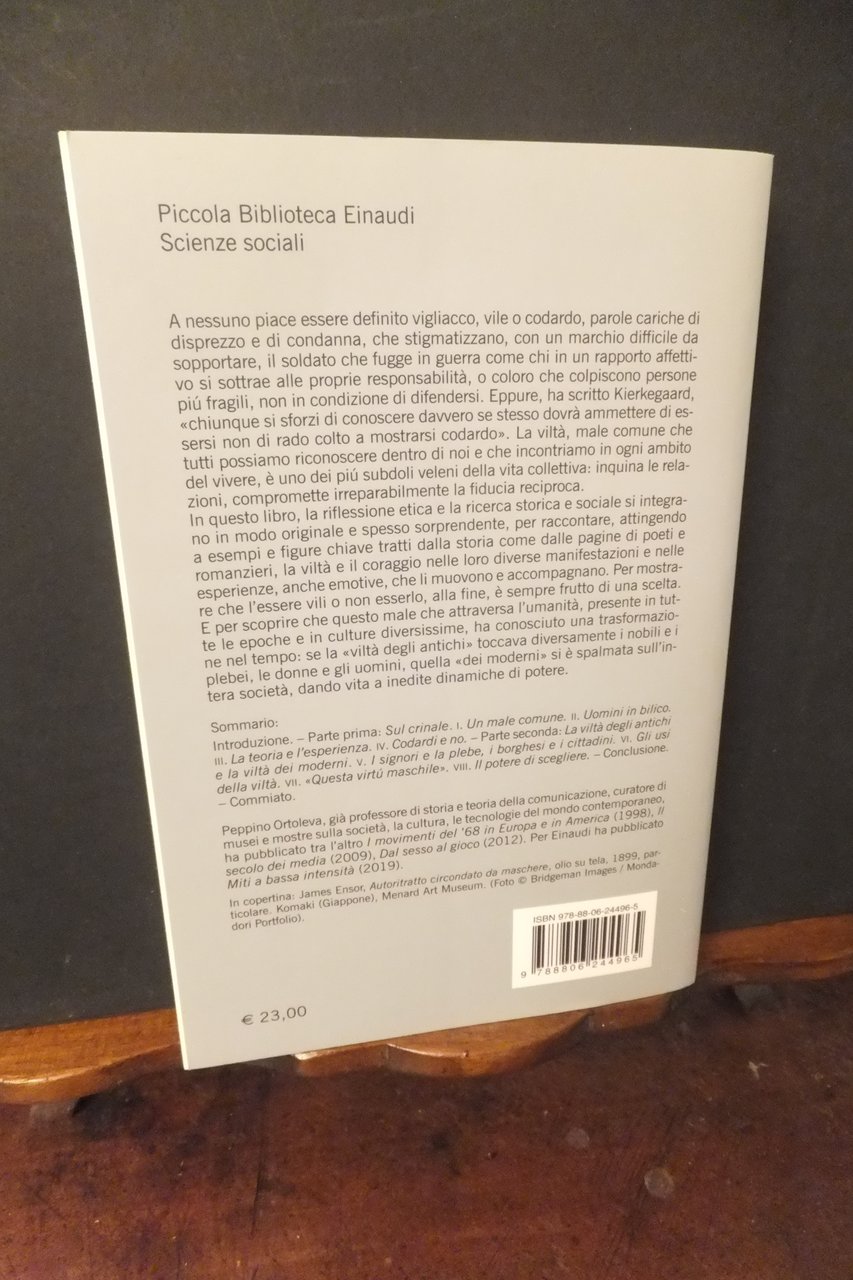 Piccola Biblioteca Einaudi
Scienze sociali
A nessuno piace essere definito vigliacco, vile o codardo, parole cariche di
disprezzo e di condanna, che stigmatizzano, con un marchio difficile da
sopportare, il soldato che fugge in guerra come chi in un rapporto affetti-
vo si sottrae alle proprie responsabilità, o coloro che colpiscono persone
piú fragili, non in condizione di difendersi. Eppure, ha scritto Kierkegaard,
«chiunque si sforzi di conoscere davvero se stesso dovrà ammettere di es-
sersi non di rado colto a mostrarsi codardo». La viltà, male comune che
tutti possiamo riconoscere dentro di noi e che incontriamo in ogni ambito
del vivere, è uno dei piú subdoli veleni della vita collettiva: inquina le rela-
zioni, compromette irreparabilmente la fiducia reciproca.
In questo libro, la riflessione etica e la ricerca storica e sociale si integra-
no in modo originale e spesso sorprendente, per raccontare, attingendo
a esempi e figure chiave tratti dalla storia come dalle pagine di poeti e
romanzieri, la viltà e il coraggio nelle loro diverse manifestazioni e nelle
esperienze, anche emotive, che li muovono e accompagnano. Per mostra-
re che l'essere vili o non esserlo, alla fine, è sempre frutto di una scelta.
E per scoprire che questo male che attraversa l'umanità, presente in tut-
te le epoche e in culture diversissime, ha conosciuto una trasformazio-
ne nel tempo: se la «viltà degli antichi» toccava diversamente i nobili e i
plebei, le donne e gli uomini, quella «dei moderni» si è spalmata sull'in-
tera società, dando vita a inedite dinamiche di potere.
Sommario:
Introduzione. – Parte prima: Sul crinale. I. Un male comune. II. Uomini in bilico.
III. La teoria e l'esperienza. IV. Codardi e no. – Parte seconda: La viltà degli antichi
e la viltà dei moderni. V. I signori e la plebe, i borghesi e i cittadini. VI. Gli usi
della viltà. VII. «Questa virtú maschile». VIII. Il potere di scegliere. – Conclusione.
– Commiato.
Peppino Ortoleva, già professore di storia e teoria della comunicazione, curatore di
musei e mostre sulla società, la cultura, le tecnologie del mondo contemporaneo,
ha pubblicato tra l'altro I movimenti del '68 in Europa e in America (1998), Il
secolo dei media (2009), Dal sesso al gioco (2012). Per Einaudi ha pubblicato
Miti a bassa intensità (2019).
In copertina: James Ensor, Autoritratto circondato da maschere, olio su tela, 1899, par-
ticolare. Komaki (Giappone), Menard Art Museum. (Foto © Bridgeman Images / Monda-
dori Portfolio).
ISBN 978-88-06-24496-5
9 788806 244965
€ 23,00